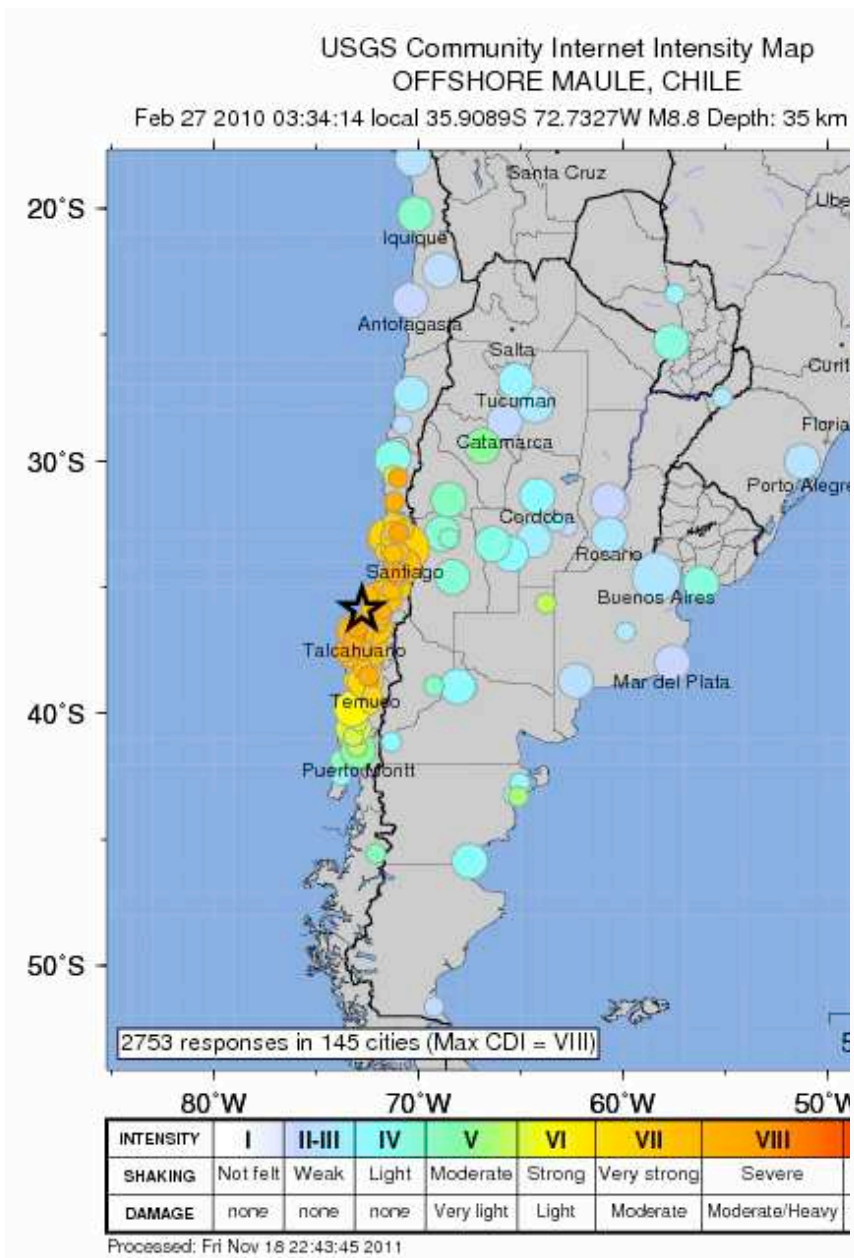 USGS Community Internet Intensity Map
OFFSHORE MAULE, CHILE
Feb 27 2010 03:34:14 local 35.9089S 72.7327W M8.8 Depth: 35 km
Santa Cruz
20°S
Ube
Iquique
Antofagasta
Salta
Curit
Tucuman
Catamarca
Floria
30°S
Porto Alegre
Cordoba
Rosario
Santiago
Buenos Aires
Talcahuano
Mar del Plata
Temuco
40°S
Puerto Montt
50°S
2753 responses in 145 cities (Max CDI = VIII)
5
80°W 70°W 60°W 50°W
INTENSITY I II-III IV V VI VII VIII
SHAKING Not felt Weak Light Moderate Strong Very strong Severe
DAMAGE none none none Very light Light Moderate Moderate/Heavy
Processed: Fri Nov 18 22:43:45 2011